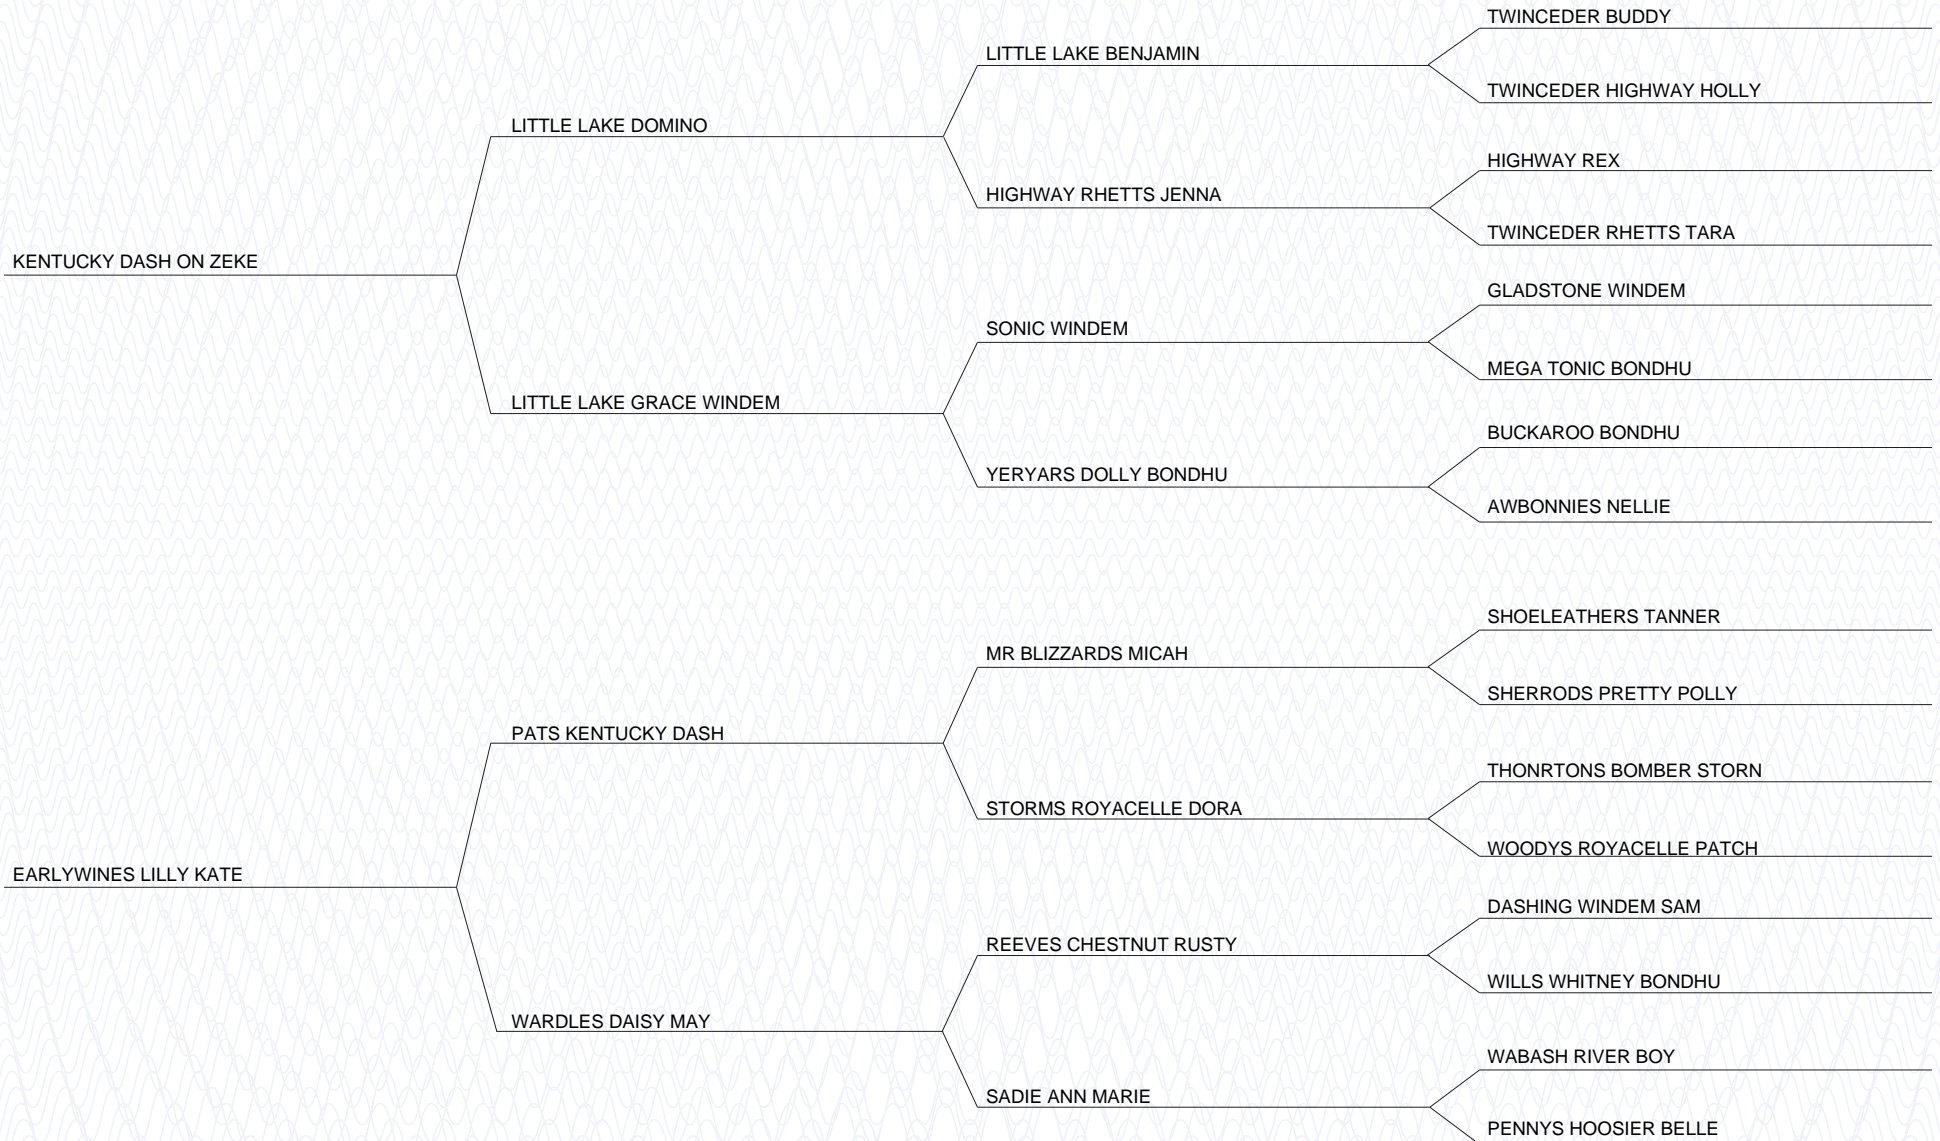 TWINCEDER BUDDY
LITTLE LAKE BENJAMIN
TWINCEDER HIGHWAY HOLLY
LITTLE LAKE DOMINO
HIGHWAY REX
HIGHWAY RHETTS JENNA
TWINCEDER RHETTS TARA
KENTUCKY DASH ON ZEKE
GLADSTONE WINDEM
SONIC WINDEM
MEGA TONIC BONDHU
LITTLE LAKE GRACE WINDEM
BUCKAROO BONDHU
YERYARS DOLLY BONDHU
AWBONNIES NELLIE
SHOELEATHERS TANNER
MR BLIZZARDS MICAH
SHERRODS PRETTY POLLY
PATS KENTUCKY DASH
THONRTONS BOMBER STORN
STORMS ROYACELLE DORA
WOODYS ROYACELLE PATCH
EARLYWINES LILLY KATE
DASHING WINDEM SAM
REEVES CHESTNUT RUSTY
WILLS WHITNEY BONDHU
WARDLES DAISY MAY
WABASH RIVER BOY
SADIE ANN MARIE
PENNYS HOOSIER BELLE